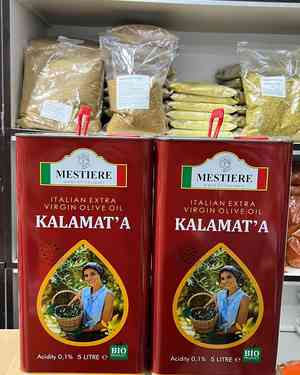 MESTIERE
ITALIAN EXTRA
VIRGIN OLIVE OIL
KALAMAT'A
Acidity 0,1% 5 LITRE
BIO
MESTIERE
ITALIAN EXTRA
VIRGIN OLIVE OIL
KALAMAT'A
Acidity 0,1% 5 LITRE
BIO